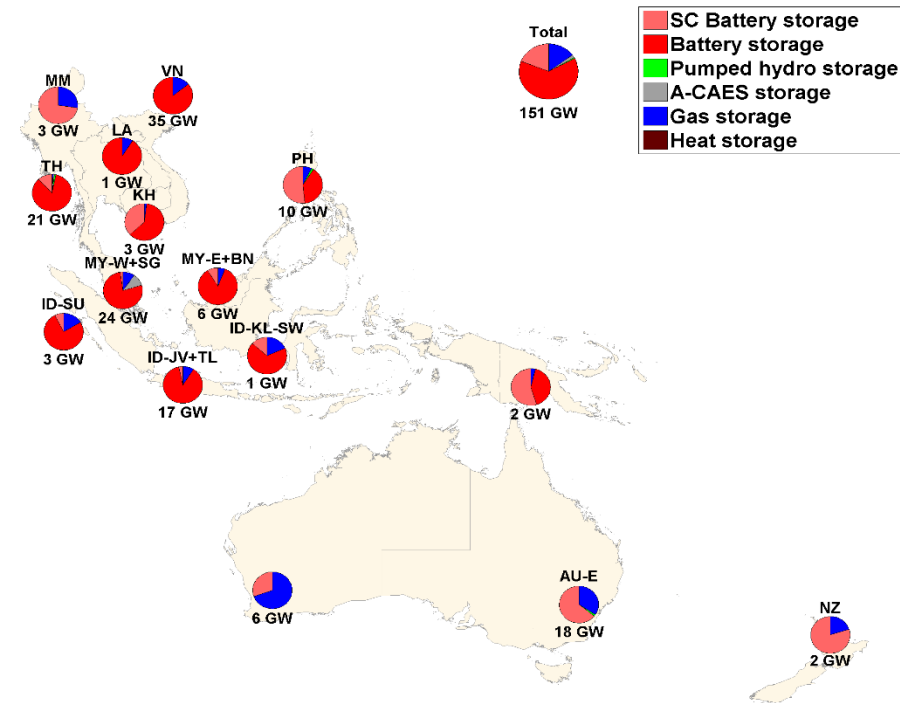 SC Battery storage
Battery storage
Pumped hydro storage
A-CAES storage
Gas storage
Heat storage
Total
151 GW
MM
3 GW
VN
35 GW
LA
1 GW
TH
21 GW
KH
3 GW
PH
10 GW
MY-W+SG
24 GW
MY-E+BN
6 GW
ID-SU
3 GW
ID-KL-SW
1 GW
ID-JV+TL
17 GW
2 GW
6 GW
AU-E
18 GW
NZ
2 GW